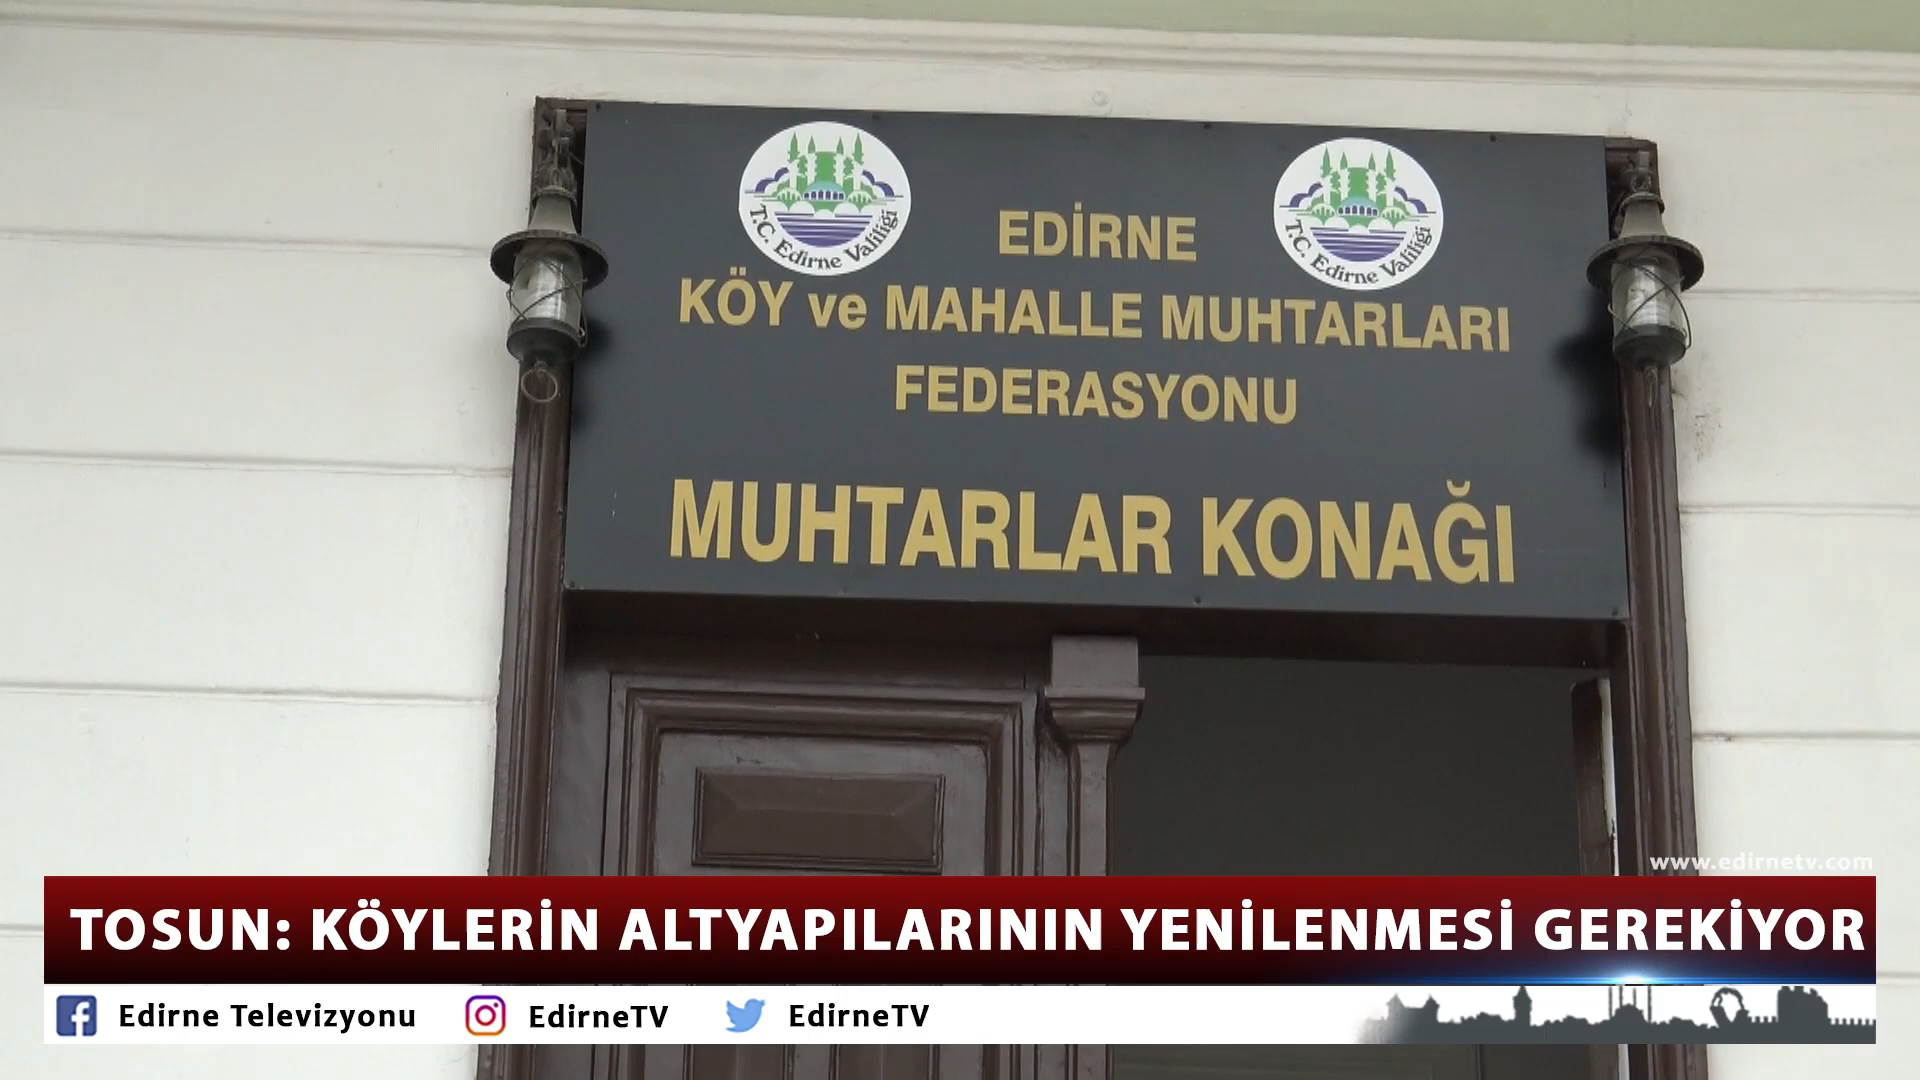 T.C. Edirne Valiliği
T.C. Edirne Valiliği
EDİRNE
KÖY ve MAHALLE MUHTARLARI
FEDERASYONU
MUHTARLAR KONAĞI
www.edirnetv.com
TOSUN: KÖYLERİN ALTYAPILARININ YENİLENMESİ GEREKİYOR
Edirne Televizyonu EdirneTV EdirneTV